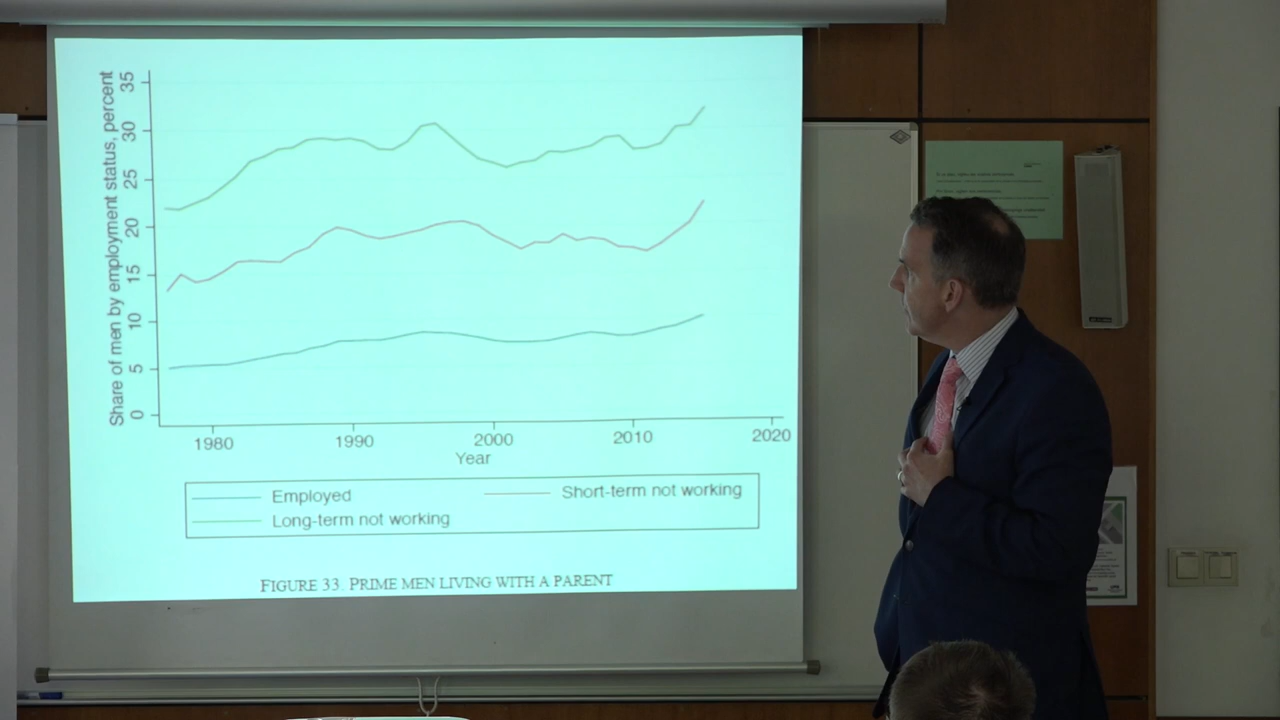 Share of men by employment status, percent
35
30
25
20
15
10
5
0
1980 1990 2000 2010 2020
Year
Employed Short-term not working
Long-term not working
FIGURE 33. PRIME MEN LIVING WITH A PARENT